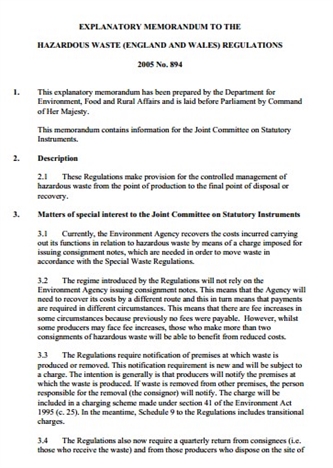 EXPLANATORY MEMORANDUM TO THE
HAZARDOUS WASTE (ENGLAND AND WALES) REGULATIONS
2005 No. 894
1. This explanatory memorandum has been prepared by the Department for
Environment, Food and Rural Affairs and is laid before Parliament by Command
of Her Majesty.
This memorandum contains information for the Joint Committee on Statutory
Instruments.
2. Description
2.1 These Regulations make provision for the controlled management of
hazardous waste from the point of production to the final point of disposal or
recovery.
3. Matters of special interest to the Joint Committee on Statutory Instruments
3.1 Currently, the Environment Agency recovers the costs incurred carrying
out its functions in relation to hazardous waste by means of a charge imposed for
issuing consignment notes, which are needed in order to move waste in
accordance with the Special Waste Regulations.
3.2 The regime introduced by the Regulations will not rely on the
Environment Agency issuing consignment notes. This means that the Agency will
need to recover its costs by a different route and this in turn means that payments
are required in different circumstances. This means that there are fee increases in
some circumstances because previously no fees were payable. However, whilst
some producers may face fee increases, those who make more than two
consignments of hazardous waste will be able to benefit from reduced costs.
3.3 The Regulations require notification of premises at which waste is
produced or removed. This notification requirement is new and will be subject to
a charge. The intention is generally is that producers will notify the premises at
which the waste is produced. If waste is removed from other premises, the person
responsible for the removal (the consignor) will notify. The charge will be
included in a charging scheme made under section 41 of the Environment Act
1995 (c. 25). In the meantime, Schedule 9 to the Regulations includes transitional
charges.
3.4 The Regulations also now require a quarterly return from consignees (i.e.
those who receive the waste) and from those producers who dispose on the site of